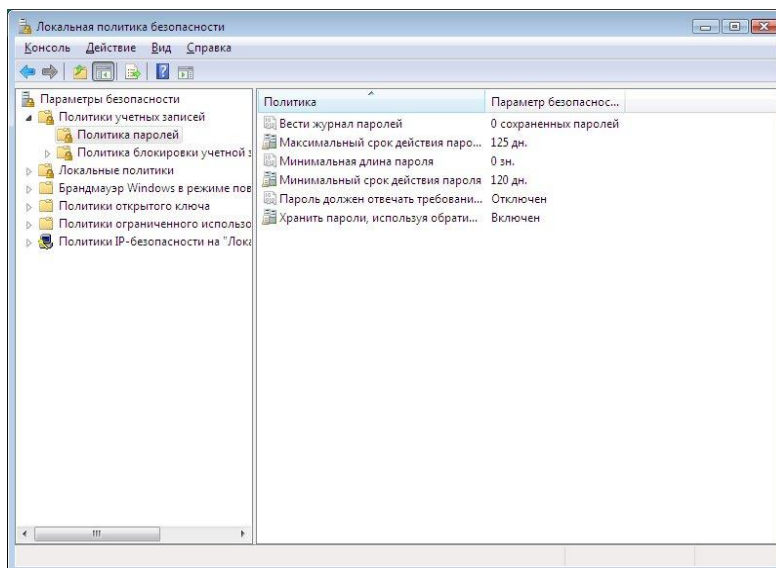 Локальная политика безопасности
Консоль Действие Вид Справка
Параметры безопасности
Политики учетных записей
Политика паролей
Политика блокировки учетной з
Локальные политики
Брандмауэр Windows в режиме пов
Политики открытого ключа
Политики ограниченного использо
Политики IP-безопасности на "Лока
Политика Параметр безопаснос...
Вести журнал паролей 0 сохраненных паролей
Максимальный срок действия паро... 125 дн.
Минимальная длина пароля 0 зн.
Минимальный срок действия пароля 120 дн.
Пароль должен отвечать требовани... Отключен
Хранить пароли, используя обрати... Включен